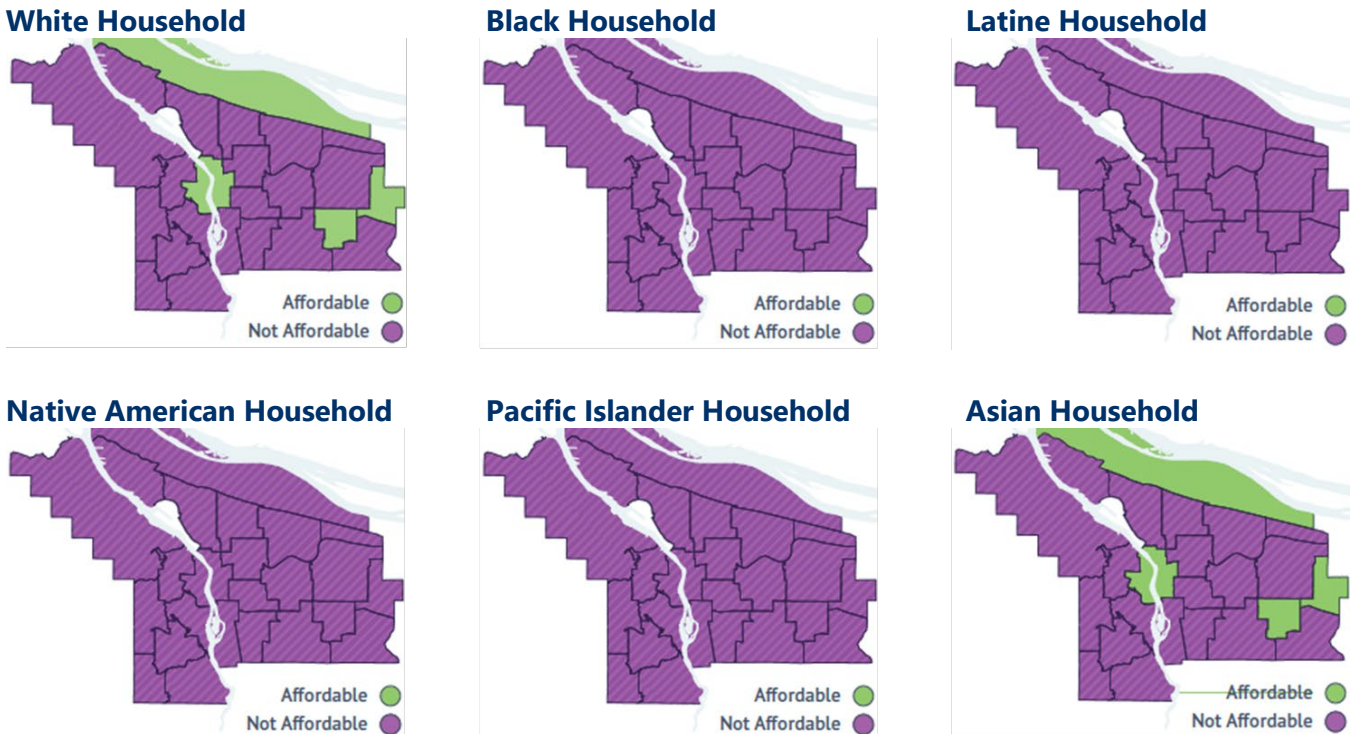 White Household
Black Household
Latine Household
Affordable
Not Affordable
Affordable
Not Affordable
Affordable
Not Affordable
Native American Household
Pacific Islander Household
Asian Household
Affordable
Not Affordable
Affordable
Not Affordable
Affordable
Not Affordable